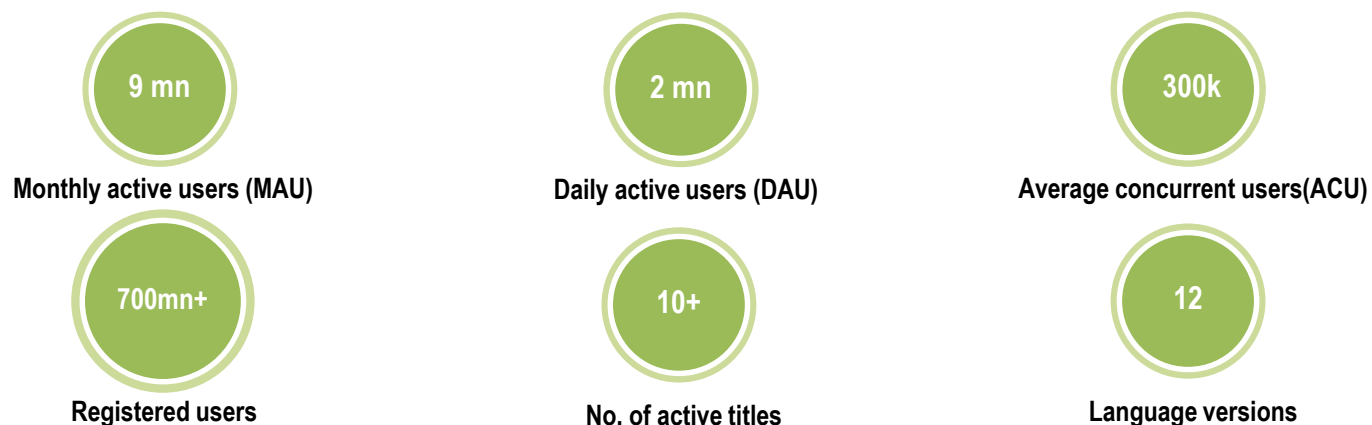 9 mn
Monthly active users (MAU)
2 mn
Daily active users (DAU)
300k
Average concurrent users(ACU)
700mn+
Registered users
10+
No. of active titles
12
Language versions